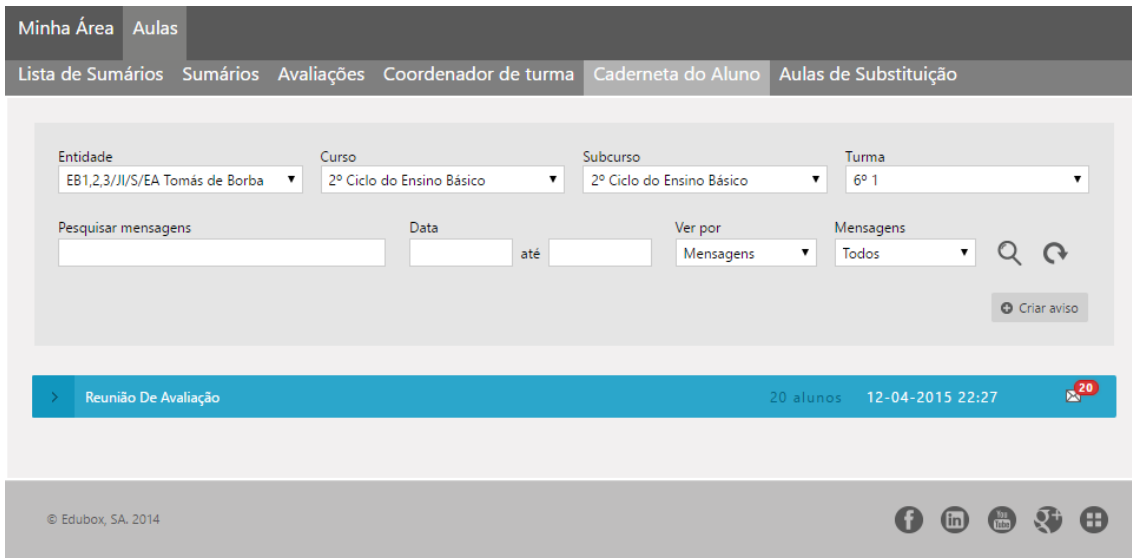 Minha Área Aulas
Lista de Sumários Sumários Avaliações Coordenador de turma Caderneta do Aluno Aulas de Substituição
Entidade Curso Subcurso Turma
EB1,2,3/JI/S/EA Tomás de Borba 2º Ciclo do Ensino Básico 2º Ciclo do Ensino Básico 6º 1
Pesquisar mensagens Data Ver por Mensagens
até Mensagens Todos
Criar aviso
Reunião De Avaliação 20 alunos 12-04-2015 22:27 20
© Edubox, SA. 2014 f in You Tube g+